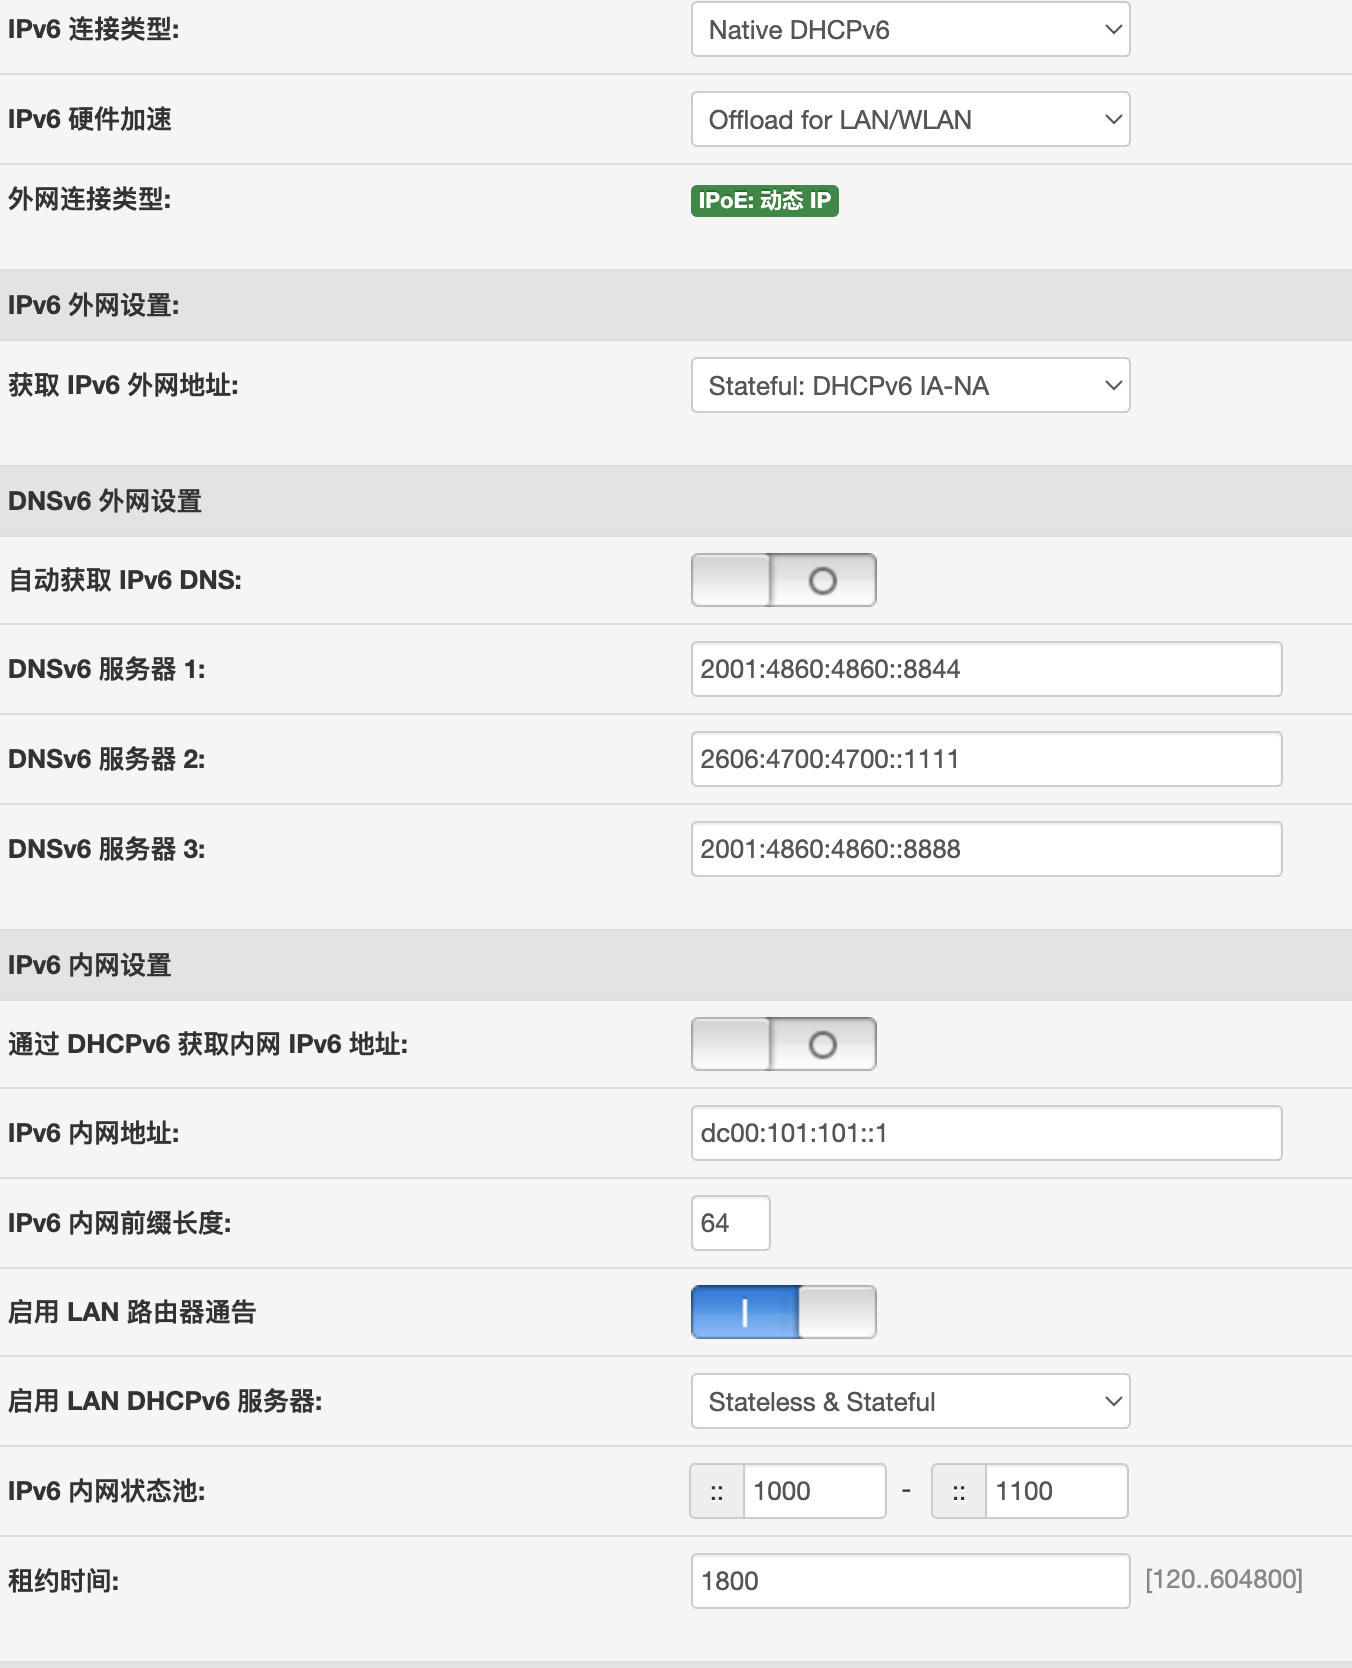 IPv6 连接类型:
Native DHCPv6
IPv6 硬件加速
Offload for LAN/WLAN
外网连接类型:
IPoE: 动态 IP
IPv6 外网设置:
获取 IPv6 外网地址:
Stateful: DHCPv6 IA-NA
DNSv6 外网设置
自动获取 IPv6 DNS:
DNSv6 服务器 1:
2001:4860:4860::8844
DNSv6 服务器 2:
2606:4700:4700::1111
DNSv6 服务器 3:
2001:4860:4860::8888
IPv6 内网设置
通过 DHCPv6 获取内网 IPv6 地址:
IPv6 内网地址:
dc00:101:101::1
IPv6 内网前缀长度:
64
启用 LAN 路由器通告
启用 LAN DHCPv6 服务器:
Stateless & Stateful
IPv6 内网状态池:
:: 1000 - :: 1100
租约时间:
1800 [120..604800]